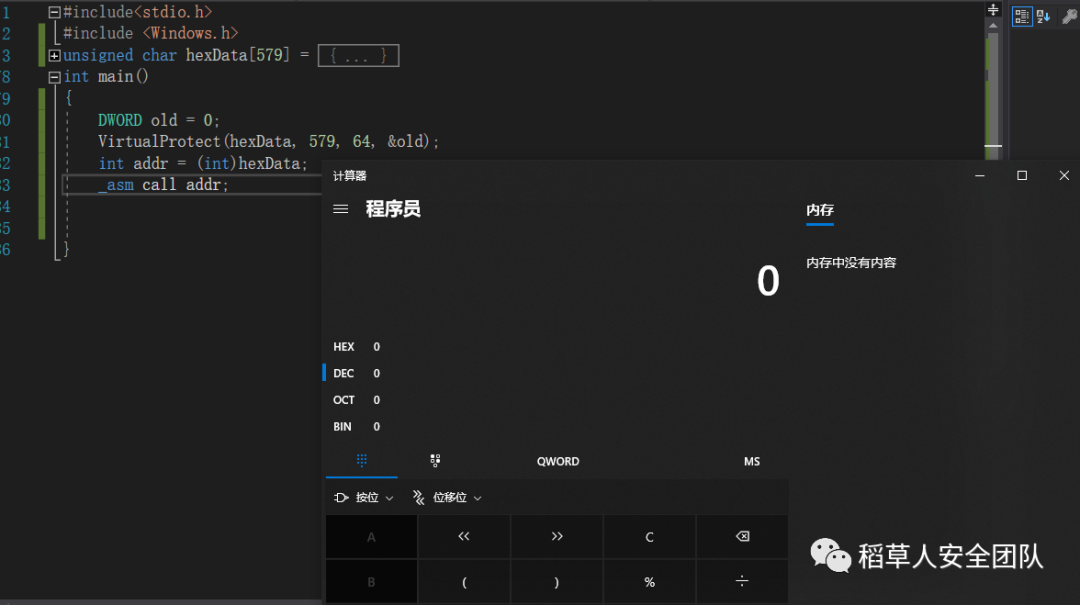 1 #include<stdio.h>
2 #include <Windows.h>
3 unsigned char hexData[579] = { ... }
8 int main()
9 {
0 DWORD old = 0;
1 VirtualProtect(hexData, 579, 64, &old);
2 int addr = (int)hexData;
3 _asm call addr;
4
5
6 }
计算器
程序员
0
HEX 0
DEC 0
OCT 0
BIN 0
QWORD
MS
按位
位移位
A
<<
>>
C
B
(
)
%
÷
内存
内存中没有内容
稻草人安全团队